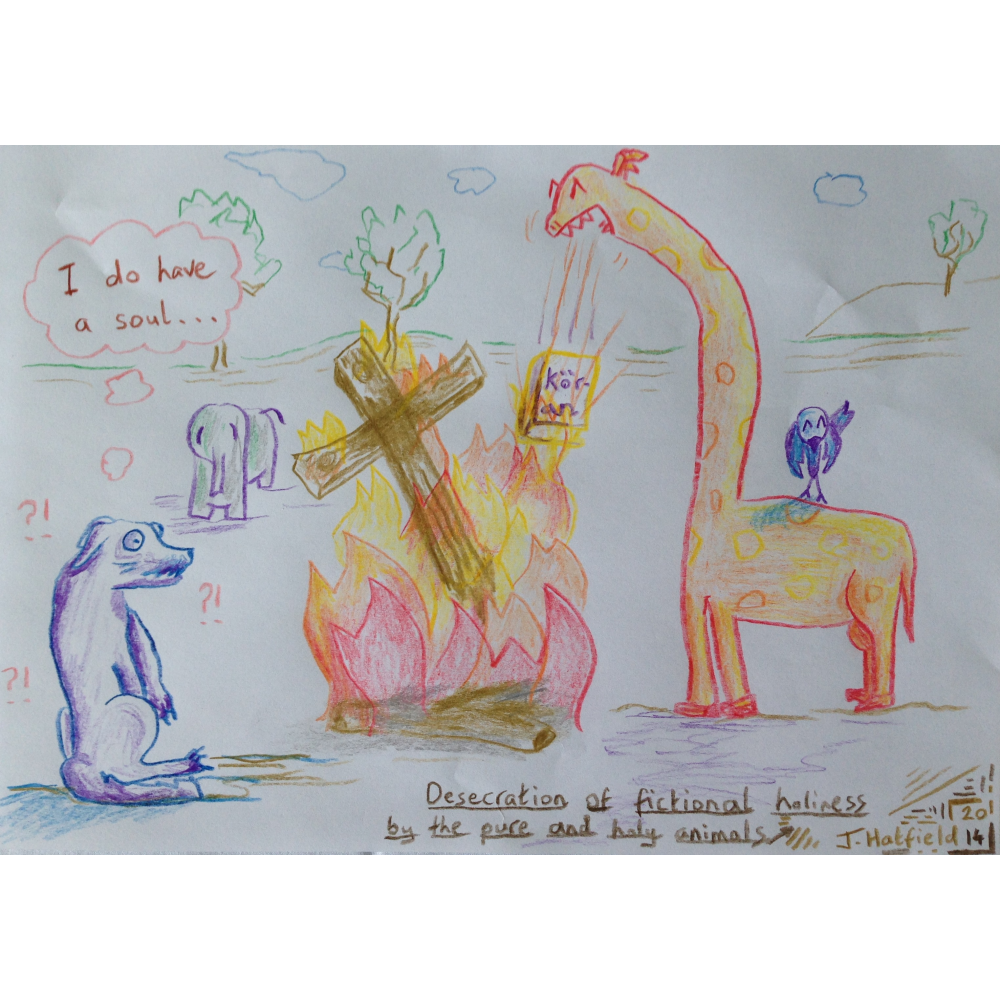 I do have
a soul...
?!
?!
?!
kör-
an
Desecration of fictional holiness
by the pure and holy animals
J-Hatfield
20
14